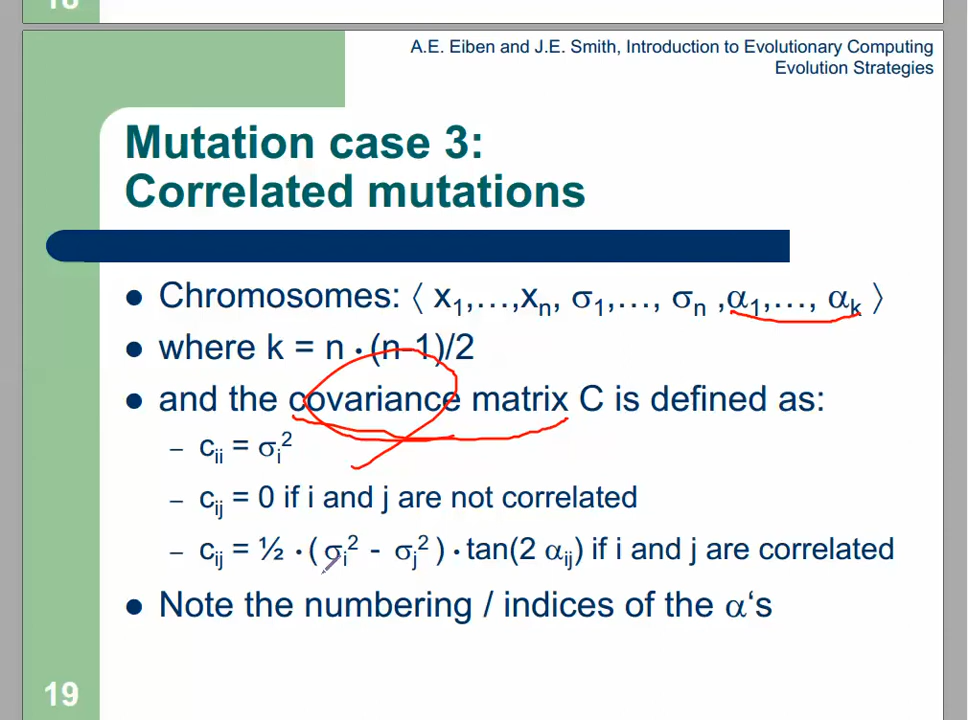 A.E. Eiben and J.E. Smith, Introduction to Evolutionary Computing
Evolution Strategies
Mutation case 3:
Correlated mutations
● Chromosomes: ⟨ x₁,…,xₙ, σ₁,…, σₙ ,α₁,…, αₖ ⟩
● where k = n • (n-1)/2
● and the covariance matrix C is defined as:
– cᵢᵢ = σᵢ²
– cᵢⱼ = 0 if i and j are not correlated
– cᵢⱼ = ½ • ( σᵢ² - σⱼ² ) • tan(2 αᵢⱼ) if i and j are correlated
● Note the numbering / indices of the α‘s
19